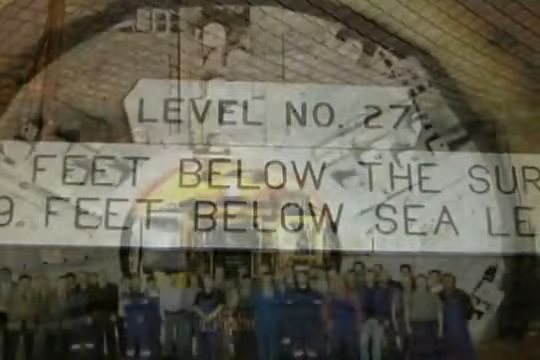 LEVEL NO. 27
FEET BELOW THE SUR
9 FEET BELOW SEA LE